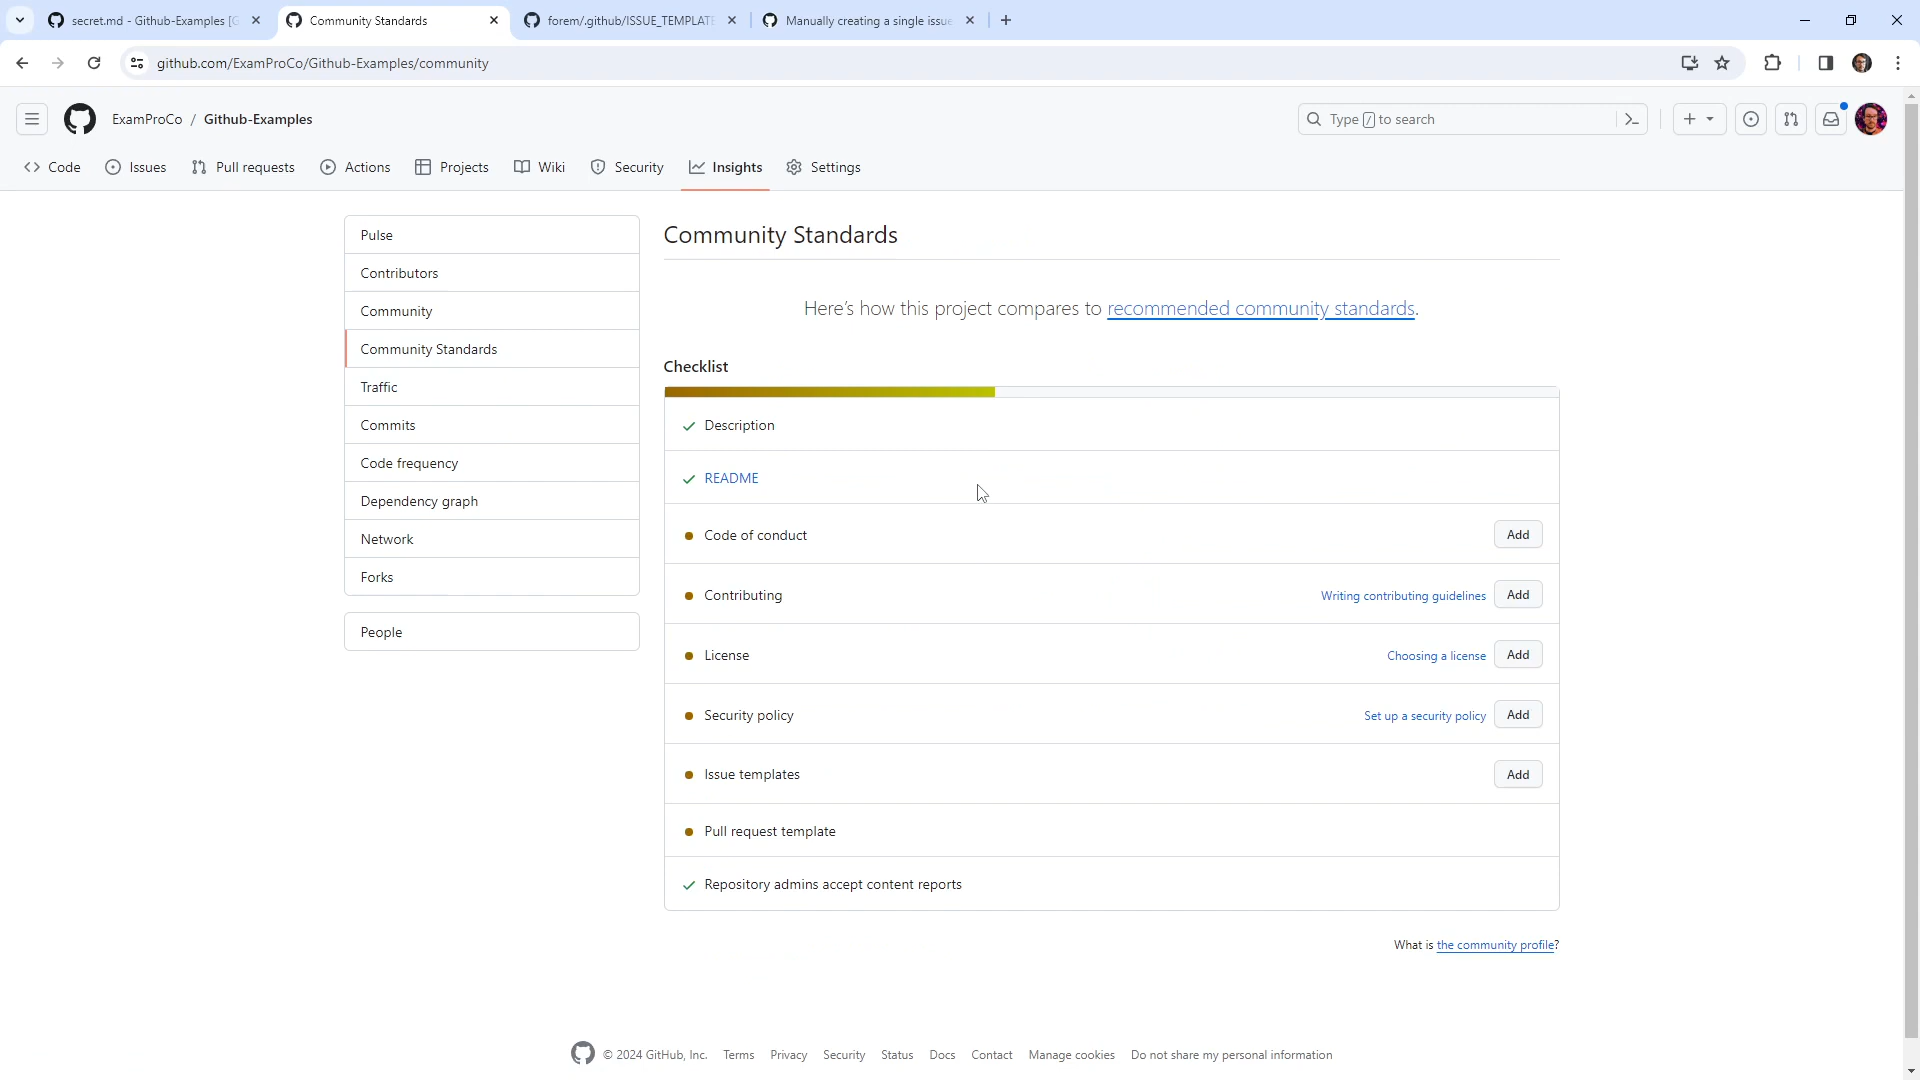 secret.md - Github-Examples [G
Community Standards
forem/.github/ISSUE_TEMPLATE
Manually creating a single issue
github.com/ExamProCo/Github-Examples/community
ExamProCo / Github-Examples
Type / to search
Code
Issues
Pull requests
Actions
Projects
Wiki
Security
Insights
Settings
Pulse
Contributors
Community
Community Standards
Traffic
Commits
Code frequency
Dependency graph
Network
Forks
People
Community Standards
Here's how this project compares to recommended community standards.
Checklist
Description
README
Code of conduct
Add
Contributing
Writing contributing guidelines
Add
License
Choosing a license
Add
Security policy
Set up a security policy
Add
Issue templates
Add
Pull request template
Repository admins accept content reports
What is the community profile?
© 2024 GitHub, Inc.
Terms
Privacy
Security
Status
Docs
Contact
Manage cookies
Do not share my personal information